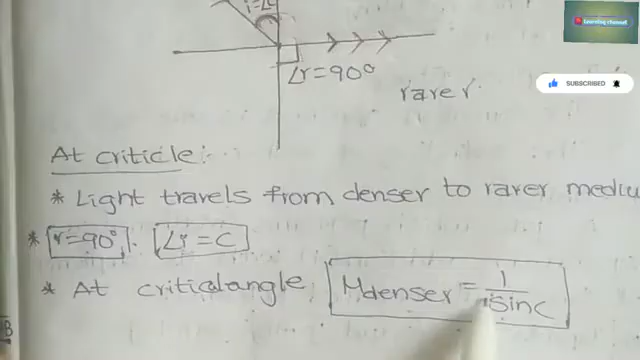 i=∠c
Learning channel
SUBSCRIBED
∠r=90°
rarer
At criticle:-
* Light travels from denser to rarer mediu
* r=90°. ∠i=C
* At criticalangle μdenser = 1/sinc
B